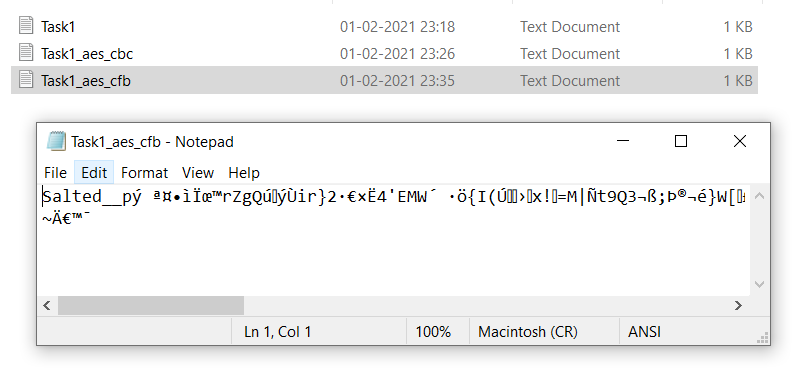 Task1 01-02-2021 23:18 Text Document 1 KB
Task1_aes_cbc 01-02-2021 23:26 Text Document 1 KB
Task1_aes_cfb 01-02-2021 23:35 Text Document 1 KB
Task1_aes_cfb - Notepad
File Edit Format View Help
Salted__pý ª¤•ìÏœ™rZgQú▯ýÙir}2·€×Ë4'EMW´ ·ö{I(Ú▯▯›▯x!▯=M|Ñt9Q3¬ß;Þ®¬é}W[▯
~Ä€™¯
Ln 1, Col 1 100% Macintosh (CR) ANSI